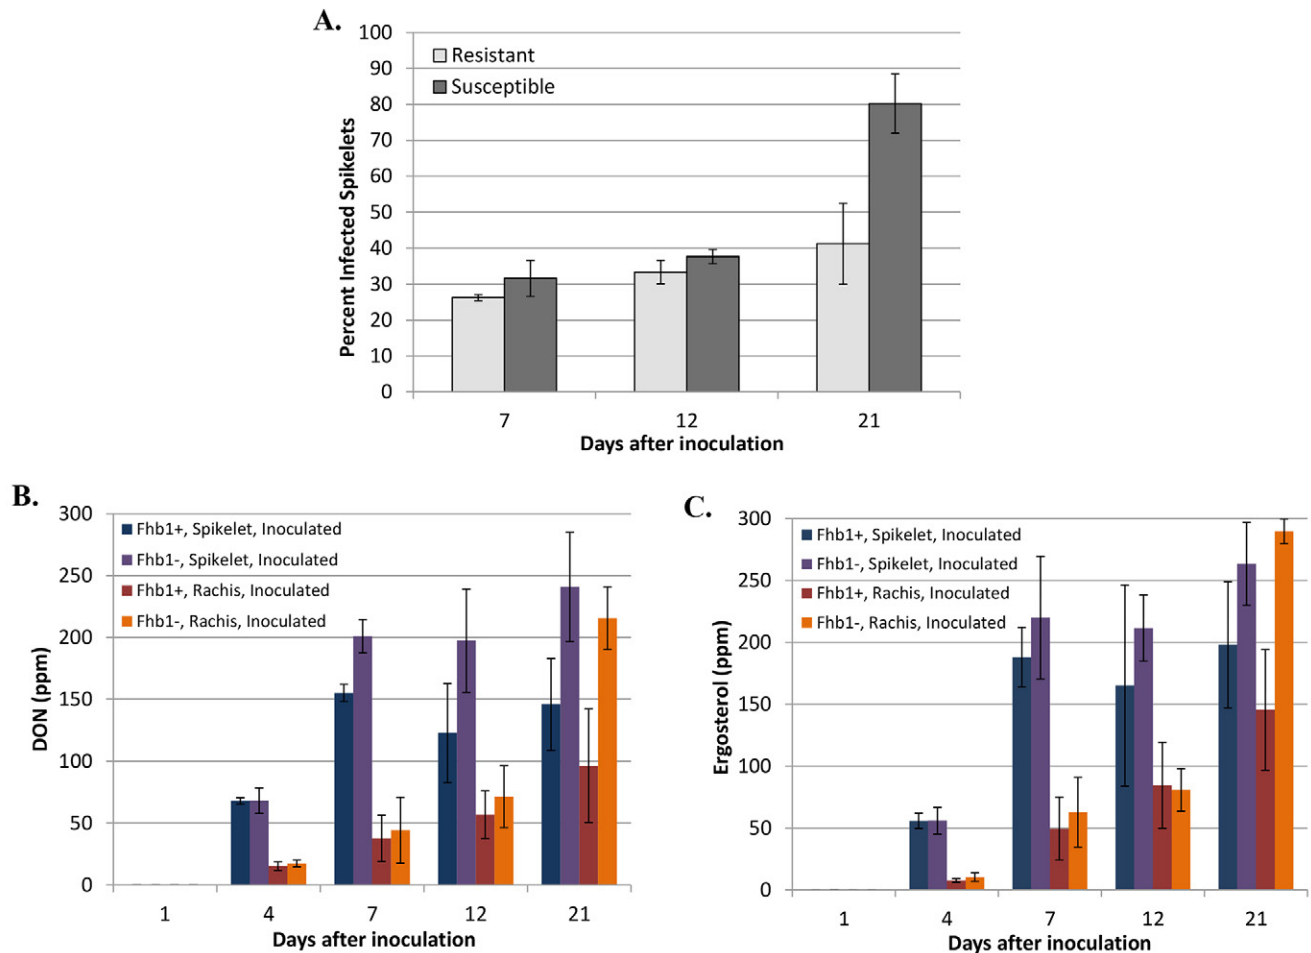 A.
Resistant
Susceptible
Percent Infected Spikelets
100
90
80
70
60
50
40
30
20
10
0
7 12 21
Days after inoculation
B.
Fhb1+, Spikelet, Inoculated
Fhb1-, Spikelet, Inoculated
Fhb1+, Rachis, Inoculated
Fhb1-, Rachis, Inoculated
DON (ppm)
300
250
200
150
100
50
0
1 4 7 12 21
Days after inoculation
C.
Fhb1+, Spikelet, Inoculated
Fhb1-, Spikelet, Inoculated
Fhb1+, Rachis, Inoculated
Fhb1-, Rachis, Inoculated
Ergosterol (ppm)
300
250
200
150
100
50
0
1 4 7 12 21
Days after inoculation